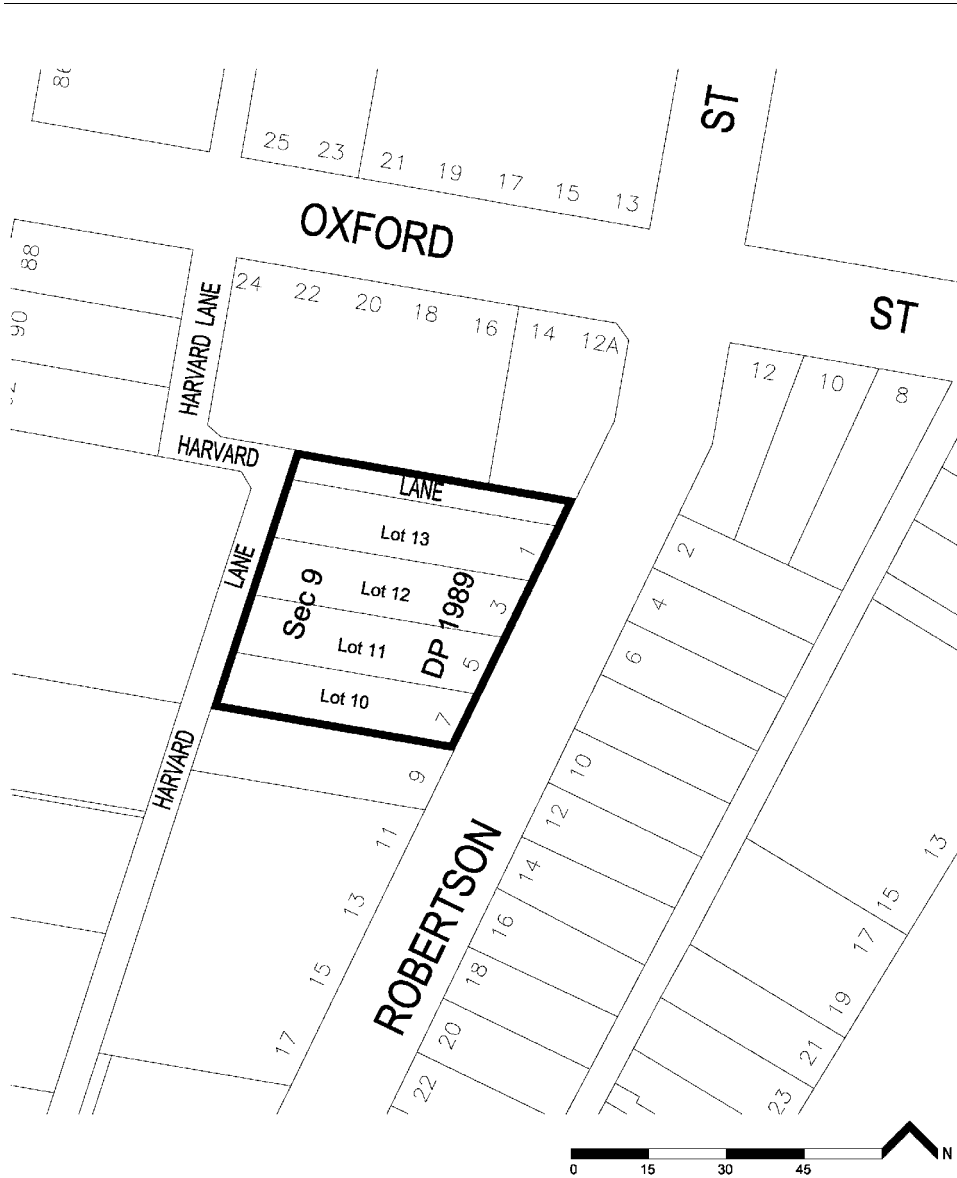 ST
25 23 21 19 17 15 13
OXFORD
88
24 22 20 18 16 14 12A
ST
90
HARVARD LANE
12 10 8
HARVARD
LANE
Lot 13
1
2
LANE
Sec 9
Lot 12
DP 1989
3
4
Lot 11
5
6
Lot 10
7
HARVARD
9
10
11
12
13
ROBERTSON
14
13
15
15
16
17
17
18
19
20
21
22
23
N
0 15 30 45